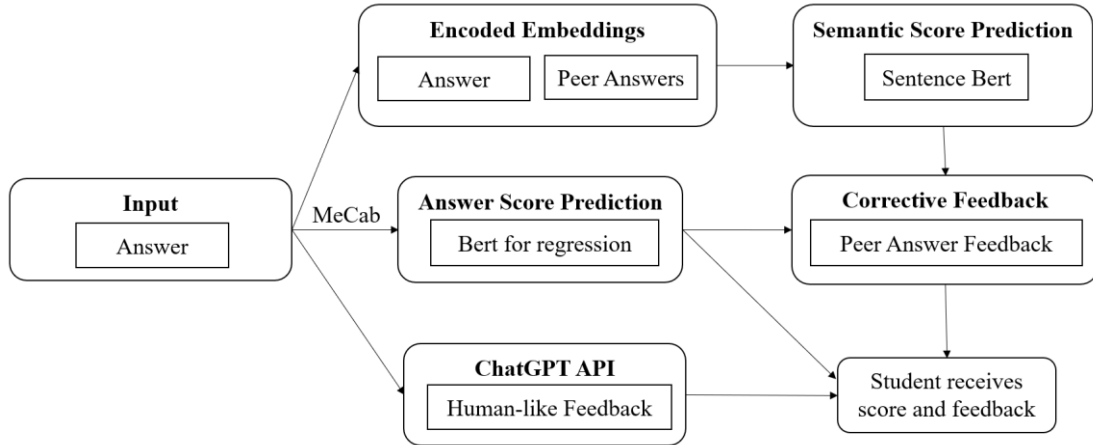 Encoded Embeddings
Answer
Peer Answers
Semantic Score Prediction
Sentence Bert
Input
Answer
MeCab
Answer Score Prediction
Bert for regression
Corrective Feedback
Peer Answer Feedback
ChatGPT API
Human-like Feedback
Student receives
score and feedback